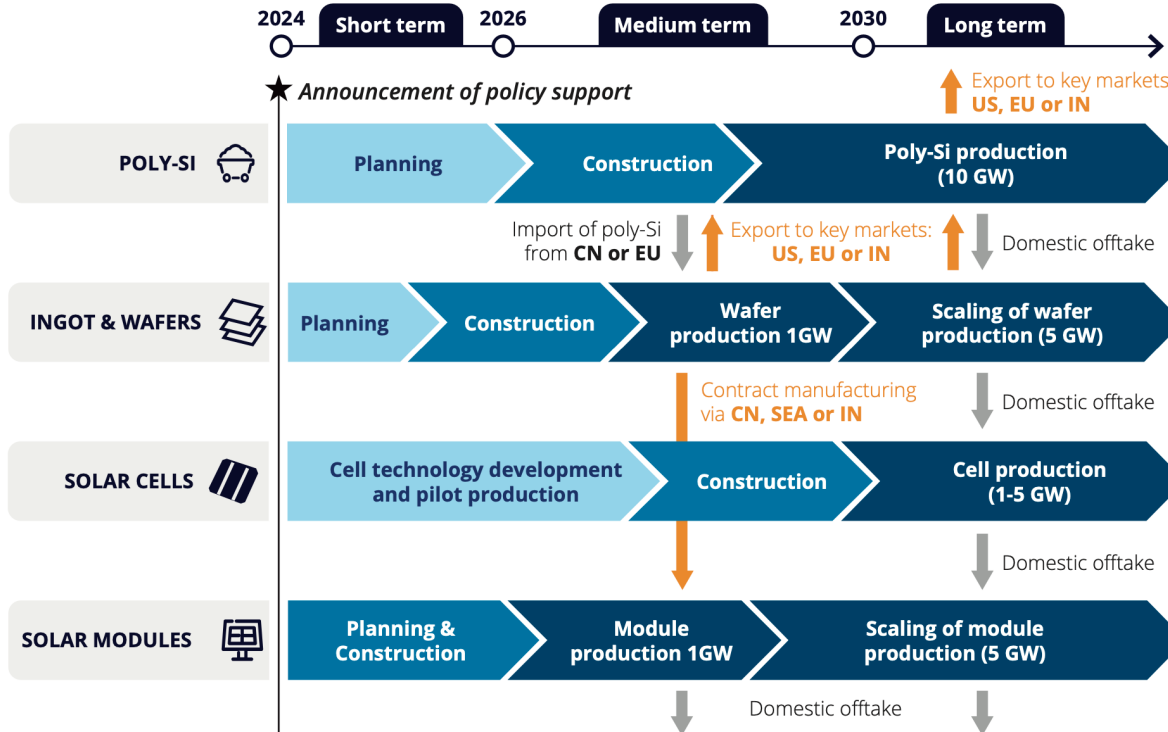 2024
Short term
2026
Medium term
2030
Long term
Announcement of policy support
Export to key markets
US, EU or IN
POLY-SI
Planning
Construction
Poly-Si production
(10 GW)
Import of poly-Si
from CN or EU
Export to key markets:
US, EU or IN
Domestic offtake
INGOT & WAFERS
Planning
Construction
Wafer
production 1GW
Scaling of wafer
production (5 GW)
Contract manufacturing
via CN, SEA or IN
Domestic offtake
SOLAR CELLS
Cell technology development
and pilot production
Construction
Cell production
(1-5 GW)
Domestic offtake
SOLAR MODULES
Planning &
Construction
Module
production 1GW
Scaling of module
production (5 GW)
Domestic offtake